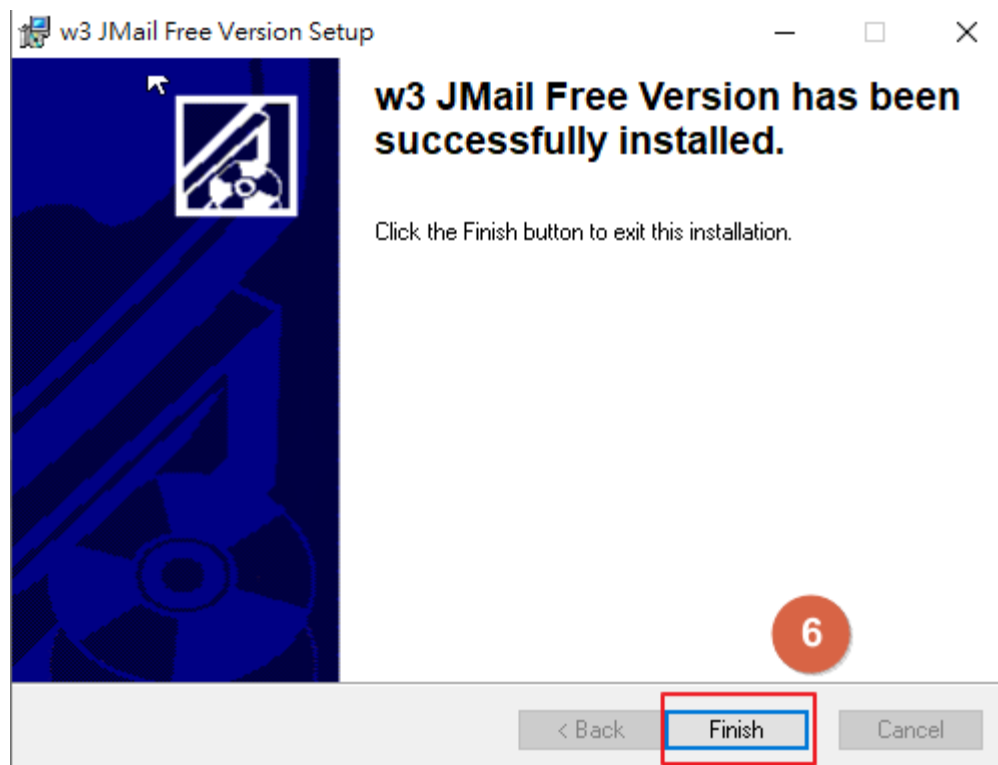 w3 JMail Free Version Setup
w3 JMail Free Version has been
successfully installed.
Click the Finish button to exit this installation.
6
< Back
Finish
Cancel